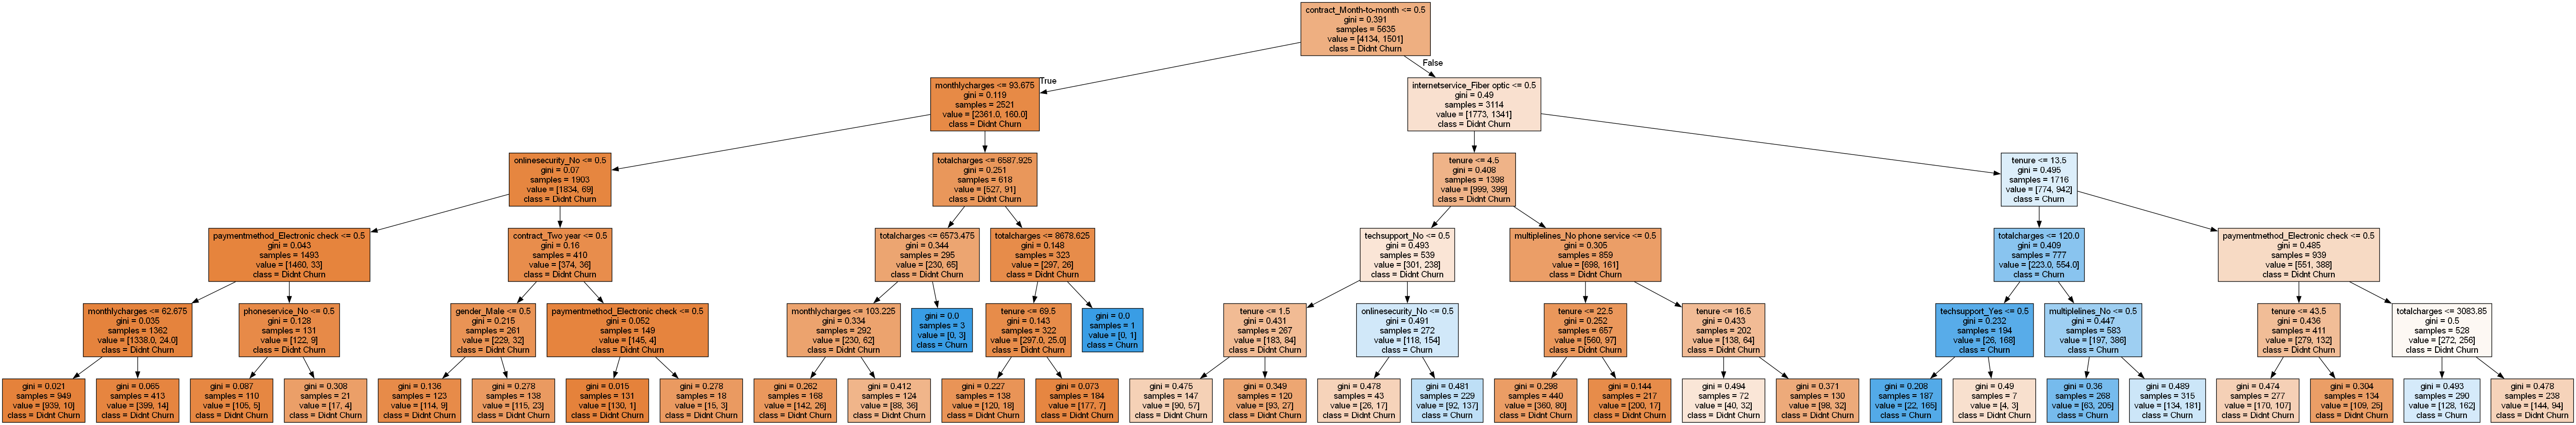 contract_Month-to-month <= 0.5
gini = 0.391
samples = 5635
value = [4134, 1501]
class = Didnt Churn
True
False
monthlycharges <= 93.675
gini = 0.119
samples = 2521
value = [2361.0, 160.0]
class = Didnt Churn
internetservice_Fiber optic <= 0.5
gini = 0.49
samples = 3114
value = [1773, 1341]
class = Didnt Churn
onlinesecurity_No <= 0.5
gini = 0.07
samples = 1903
value = [1834, 69]
class = Didnt Churn
totalcharges <= 6587.925
gini = 0.251
samples = 618
value = [527, 91]
class = Didnt Churn
tenure <= 4.5
gini = 0.408
samples = 1398
value = [999, 399]
class = Didnt Churn
tenure <= 13.5
gini = 0.495
samples = 1716
value = [774, 942]
class = Churn
paymentmethod_Electronic check <= 0.5
gini = 0.043
samples = 1493
value = [1460, 33]
class = Didnt Churn
contract_Two year <= 0.5
gini = 0.16
samples = 410
value = [374, 36]
class = Didnt Churn
totalcharges <= 6573.475
gini = 0.344
samples = 295
value = [230, 65]
class = Didnt Churn
totalcharges <= 8678.625
gini = 0.148
samples = 323
value = [297, 26]
class = Didnt Churn
techsupport_No <= 0.5
gini = 0.493
samples = 539
value = [301, 238]
class = Didnt Churn
multiplelines_No phone service <= 0.5
gini = 0.305
samples = 859
value = [698, 161]
class = Didnt Churn
totalcharges <= 120.0
gini = 0.409
samples = 777
value = [223.0, 554.0]
class = Churn
paymentmethod_Electronic check <= 0.5
gini = 0.485
samples = 939
value = [551, 388]
class = Didnt Churn
monthlycharges <= 62.675
gini = 0.035
samples = 1362
value = [1338.0, 24.0]
class = Didnt Churn
phoneservice_No <= 0.5
gini = 0.128
samples = 131
value = [122, 9]
class = Didnt Churn
gender_Male <= 0.5
gini = 0.215
samples = 261
value = [229, 32]
class = Didnt Churn
paymentmethod_Electronic check <= 0.5
gini = 0.052
samples = 149
value = [145, 4]
class = Didnt Churn
monthlycharges <= 103.225
gini = 0.334
samples = 292
value = [230, 62]
class = Didnt Churn
gini = 0.0
samples = 3
value = [0, 3]
class = Churn
tenure <= 69.5
gini = 0.143
samples = 322
value = [297.0, 25.0]
class = Didnt Churn
gini = 0.0
samples = 1
value = [0, 1]
class = Churn
tenure <= 1.5
gini = 0.431
samples = 267
value = [183, 84]
class = Didnt Churn
onlinesecurity_No <= 0.5
gini = 0.491
samples = 272
value = [118, 154]
class = Churn
tenure <= 22.5
gini = 0.252
samples = 657
value = [560, 97]
class = Didnt Churn
tenure <= 16.5
gini = 0.433
samples = 202
value = [138, 64]
class = Didnt Churn
techsupport_Yes <= 0.5
gini = 0.232
samples = 194
value = [26, 168]
class = Churn
multiplelines_No <= 0.5
gini = 0.447
samples = 583
value = [197, 386]
class = Churn
tenure <= 43.5
gini = 0.436
samples = 411
value = [279, 132]
class = Didnt Churn
totalcharges <= 3083.85
gini = 0.5
samples = 528
value = [272, 256]
class = Didnt Churn
gini = 0.021
samples = 949
value = [939, 10]
class = Didnt Churn
gini = 0.065
samples = 413
value = [399, 14]
class = Didnt Churn
gini = 0.087
samples = 110
value = [105, 5]
class = Didnt Churn
gini = 0.308
samples = 21
value = [17, 4]
class = Didnt Churn
gini = 0.136
samples = 123
value = [114, 9]
class = Didnt Churn
gini = 0.278
samples = 138
value = [115, 23]
class = Didnt Churn
gini = 0.015
samples = 131
value = [130, 1]
class = Didnt Churn
gini = 0.278
samples = 18
value = [15, 3]
class = Didnt Churn
gini = 0.262
samples = 168
value = [142, 26]
class = Didnt Churn
gini = 0.412
samples = 124
value = [88, 36]
class = Didnt Churn
gini = 0.227
samples = 138
value = [120, 18]
class = Didnt Churn
gini = 0.073
samples = 184
value = [177, 7]
class = Didnt Churn
gini = 0.475
samples = 147
value = [90, 57]
class = Didnt Churn
gini = 0.349
samples = 120
value = [93, 27]
class = Didnt Churn
gini = 0.478
samples = 43
value = [26, 17]
class = Didnt Churn
gini = 0.481
samples = 229
value = [92, 137]
class = Churn
gini = 0.298
samples = 440
value = [360, 80]
class = Didnt Churn
gini = 0.144
samples = 217
value = [200, 17]
class = Didnt Churn
gini = 0.494
samples = 72
value = [40, 32]
class = Didnt Churn
gini = 0.371
samples = 130
value = [98, 32]
class = Didnt Churn
gini = 0.208
samples = 187
value = [22, 165]
class = Churn
gini = 0.49
samples = 7
value = [4, 3]
class = Didnt Churn
gini = 0.36
samples = 268
value = [63, 205]
class = Churn
gini = 0.489
samples = 315
value = [134, 181]
class = Churn
gini = 0.474
samples = 277
value = [170, 107]
class = Didnt Churn
gini = 0.304
samples = 134
value = [109, 25]
class = Didnt Churn
gini = 0.493
samples = 290
value = [128, 162]
class = Churn
gini = 0.478
samples = 238
value = [144, 94]
class = Didnt Churn